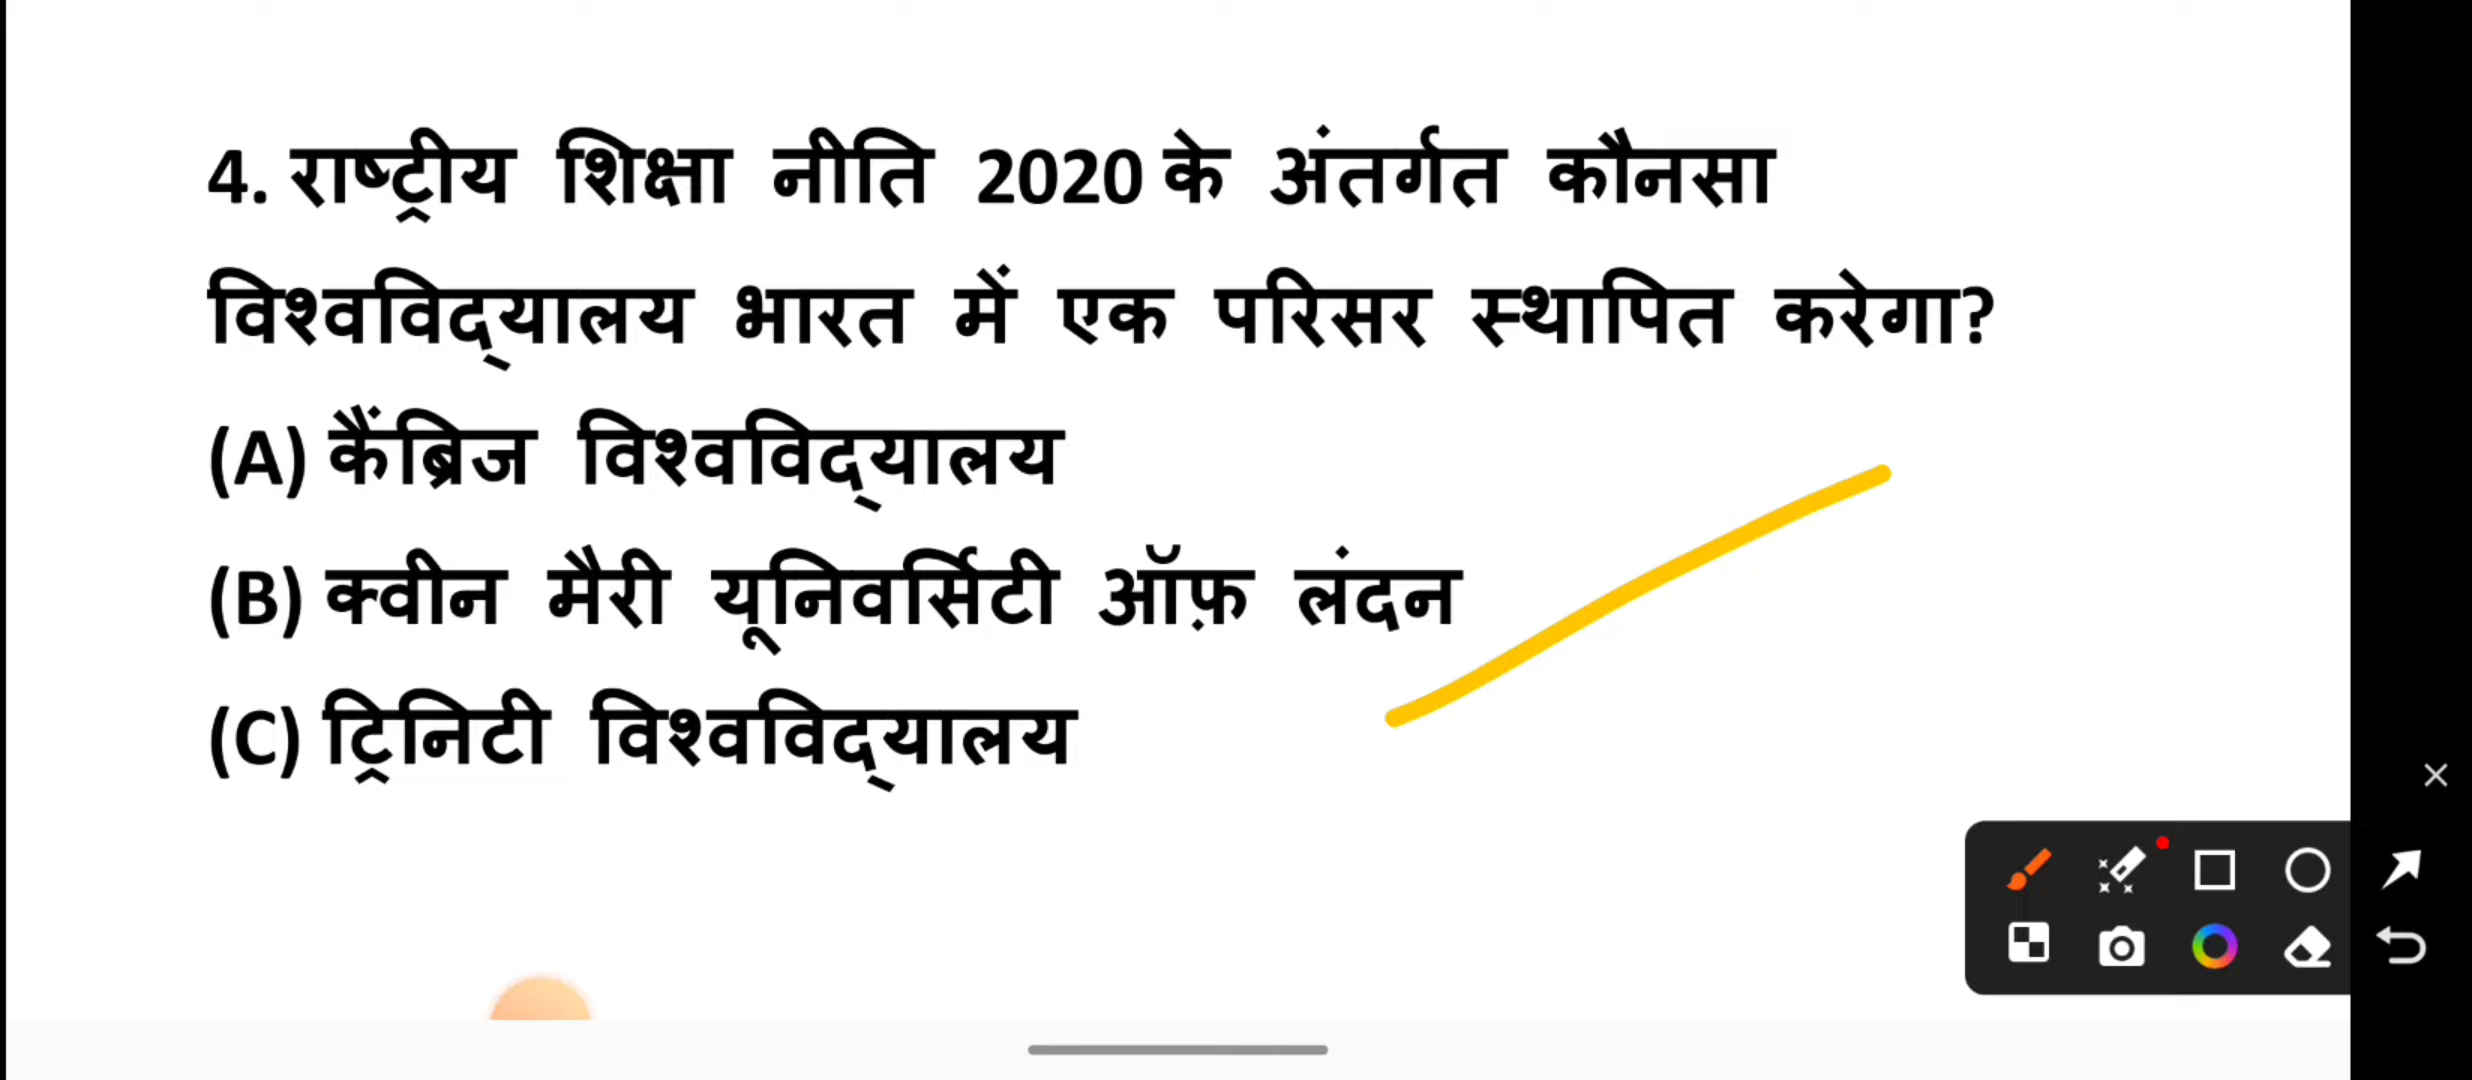 4. राष्ट्रीय शिक्षा नीति 2020 के अंतर्गत कौनसा
विश्वविद्यालय भारत में एक परिसर स्थापित करेगा?
(A) कैंब्रिज विश्वविद्यालय
(B) क्वीन मैरी यूनिवर्सिटी ऑफ़ लंदन
(C) ट्रिनिटी विश्वविद्यालय